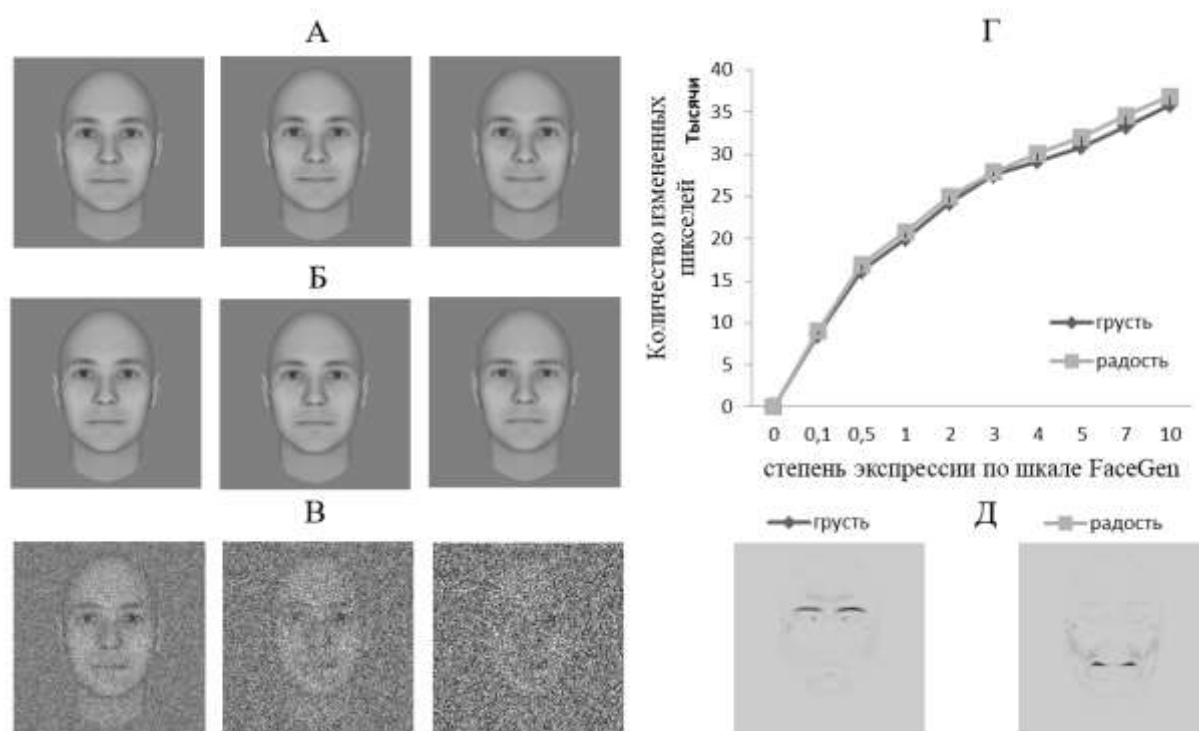 А
Б
В
Г
Количество измененных
пикселей
Тысячи
40
35
30
25
20
15
10
5
0
грусть
радость
0 0,1 0,5 1 2 3 4 5 7 10
степень экспрессии по шкале FaceGen
грусть Д радость